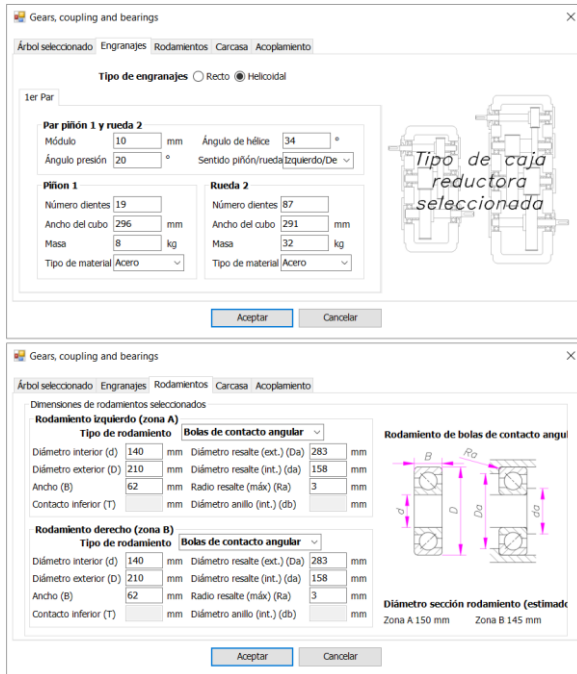 Gears, coupling and bearings
Árbol seleccionado Engranajes Rodamientos Carcasa Acoplamiento
Tipo de engranajes Recto Helicoidal
1er Par
Par piñón 1 y rueda 2
Módulo 10 mm Ángulo de hélice 34 °
Ángulo presión 20 ° Sentido piñón/rueda Izquierdo/De
Piñon 1 Rueda 2
Número dientes 19 Número dientes 87
Ancho del cubo 296 mm Ancho del cubo 291 mm
Masa 8 kg Masa 32 kg
Tipo de material Acero Tipo de material Acero
Tipo de caja
reductora
seleccionada
Aceptar Cancelar
Gears, coupling and bearings
Árbol seleccionado Engranajes Rodamientos Carcasa Acoplamiento
Dimensiones de rodamientos seleccionados
Rodamiento izquierdo (zona A)
Tipo de rodamiento Bolas de contacto angular
Diámetro interior (d) 140 mm Diámetro resalte (ext.) (Da) 283 mm
Diámetro exterior (D) 210 mm Diámetro resalte (int.) (da) 158 mm
Ancho (B) 62 mm Radio resalte (máx) (Ra) 3 mm
Contacto inferior (T) mm Diámetro anillo (int.) (db) mm
Rodamiento derecho (zona B)
Tipo de rodamiento Bolas de contacto angular
Diámetro interior (d) 140 mm Diámetro resalte (ext.) (Da) 283 mm
Diámetro exterior (D) 210 mm Diámetro resalte (int.) (da) 158 mm
Ancho (B) 62 mm Radio resalte (máx) (Ra) 3 mm
Contacto inferior (T) mm Diámetro anillo (int.) (db) mm
Rodamiento de bolas de contacto angul
B Ra
d D Da da
Diámetro sección rodamiento (estimado
Zona A 150 mm Zona B 145 mm
Aceptar Cancelar